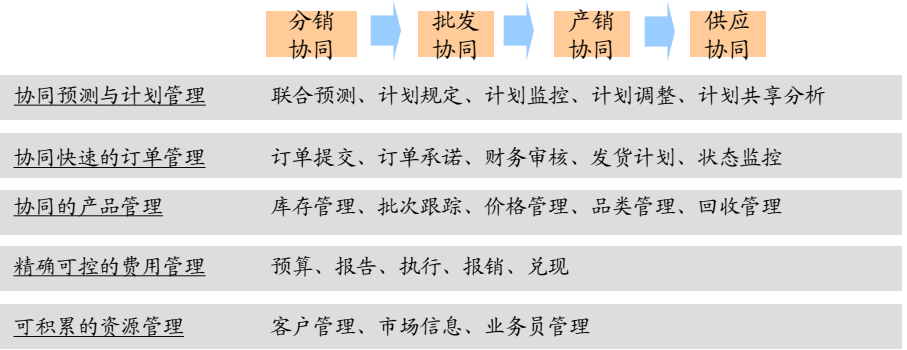 分销 批发 产销 供应
协同 协同 协同 协同
协同预测与计划管理 联合预测、计划规定、计划监控、计划调整、计划共享分析
协同快速的订单管理 订单提交、订单承诺、财务审核、发货计划、状态监控
协同的产品管理 库存管理、批次跟踪、价格管理、品类管理、回收管理
精确可控的费用管理 预算、报告、执行、报销、兑现
可积累的资源管理 客户管理、市场信息、业务员管理